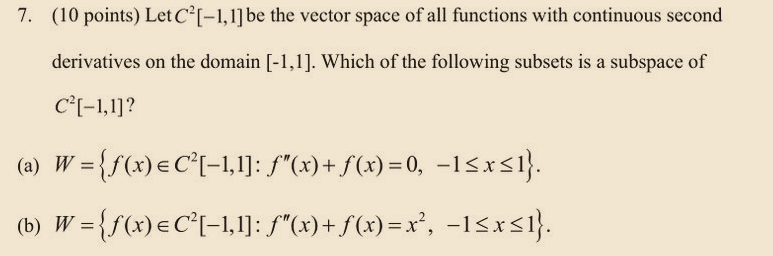 7. (10 points) Let C²[−1,1] be the vector space of all functions with continuous second
derivatives on the domain [-1,1]. Which of the following subsets is a subspace of
C²[−1,1]?
(a) W = {f(x) ∈ C²[−1,1]: f″(x) + f(x) = 0, −1 ≤ x ≤ 1}.
(b) W = {f(x) ∈ C²[−1,1]: f″(x) + f(x) = x², −1 ≤ x ≤ 1}.